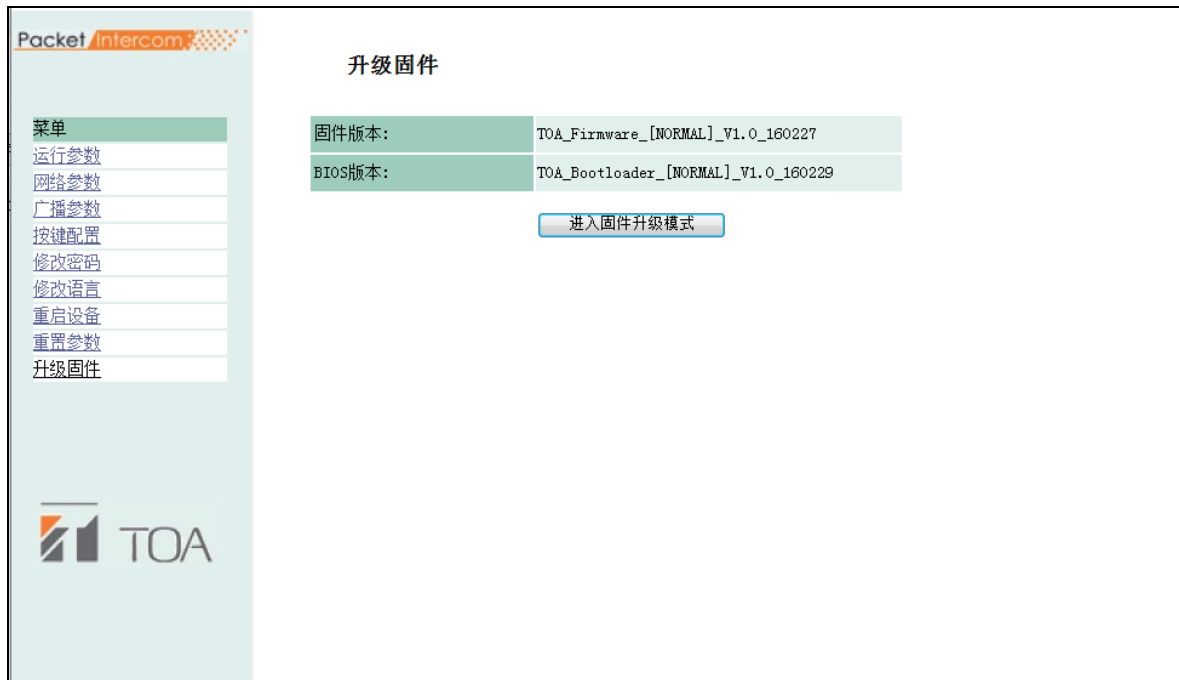 Packet Intercom
升级固件
菜单
运行参数
网络参数
广播参数
按键配置
修改密码
修改语言
重启设备
重置参数
升级固件
固件版本: TOA_Firmware_[NORMAL]_V1.0_160227
BIOS版本: TOA_Bootloader_[NORMAL]_V1.0_160229
进入固件升级模式
TOA